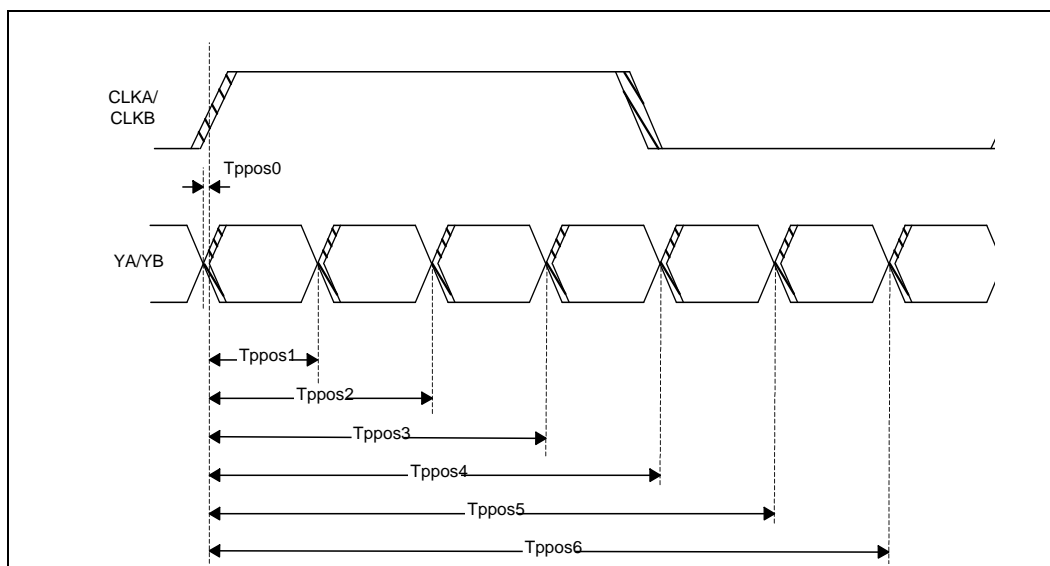 CLKA/
CLKB
Tppos0
YA/YB
Tppos1
Tppos2
Tppos3
Tppos4
Tppos5
Tppos6